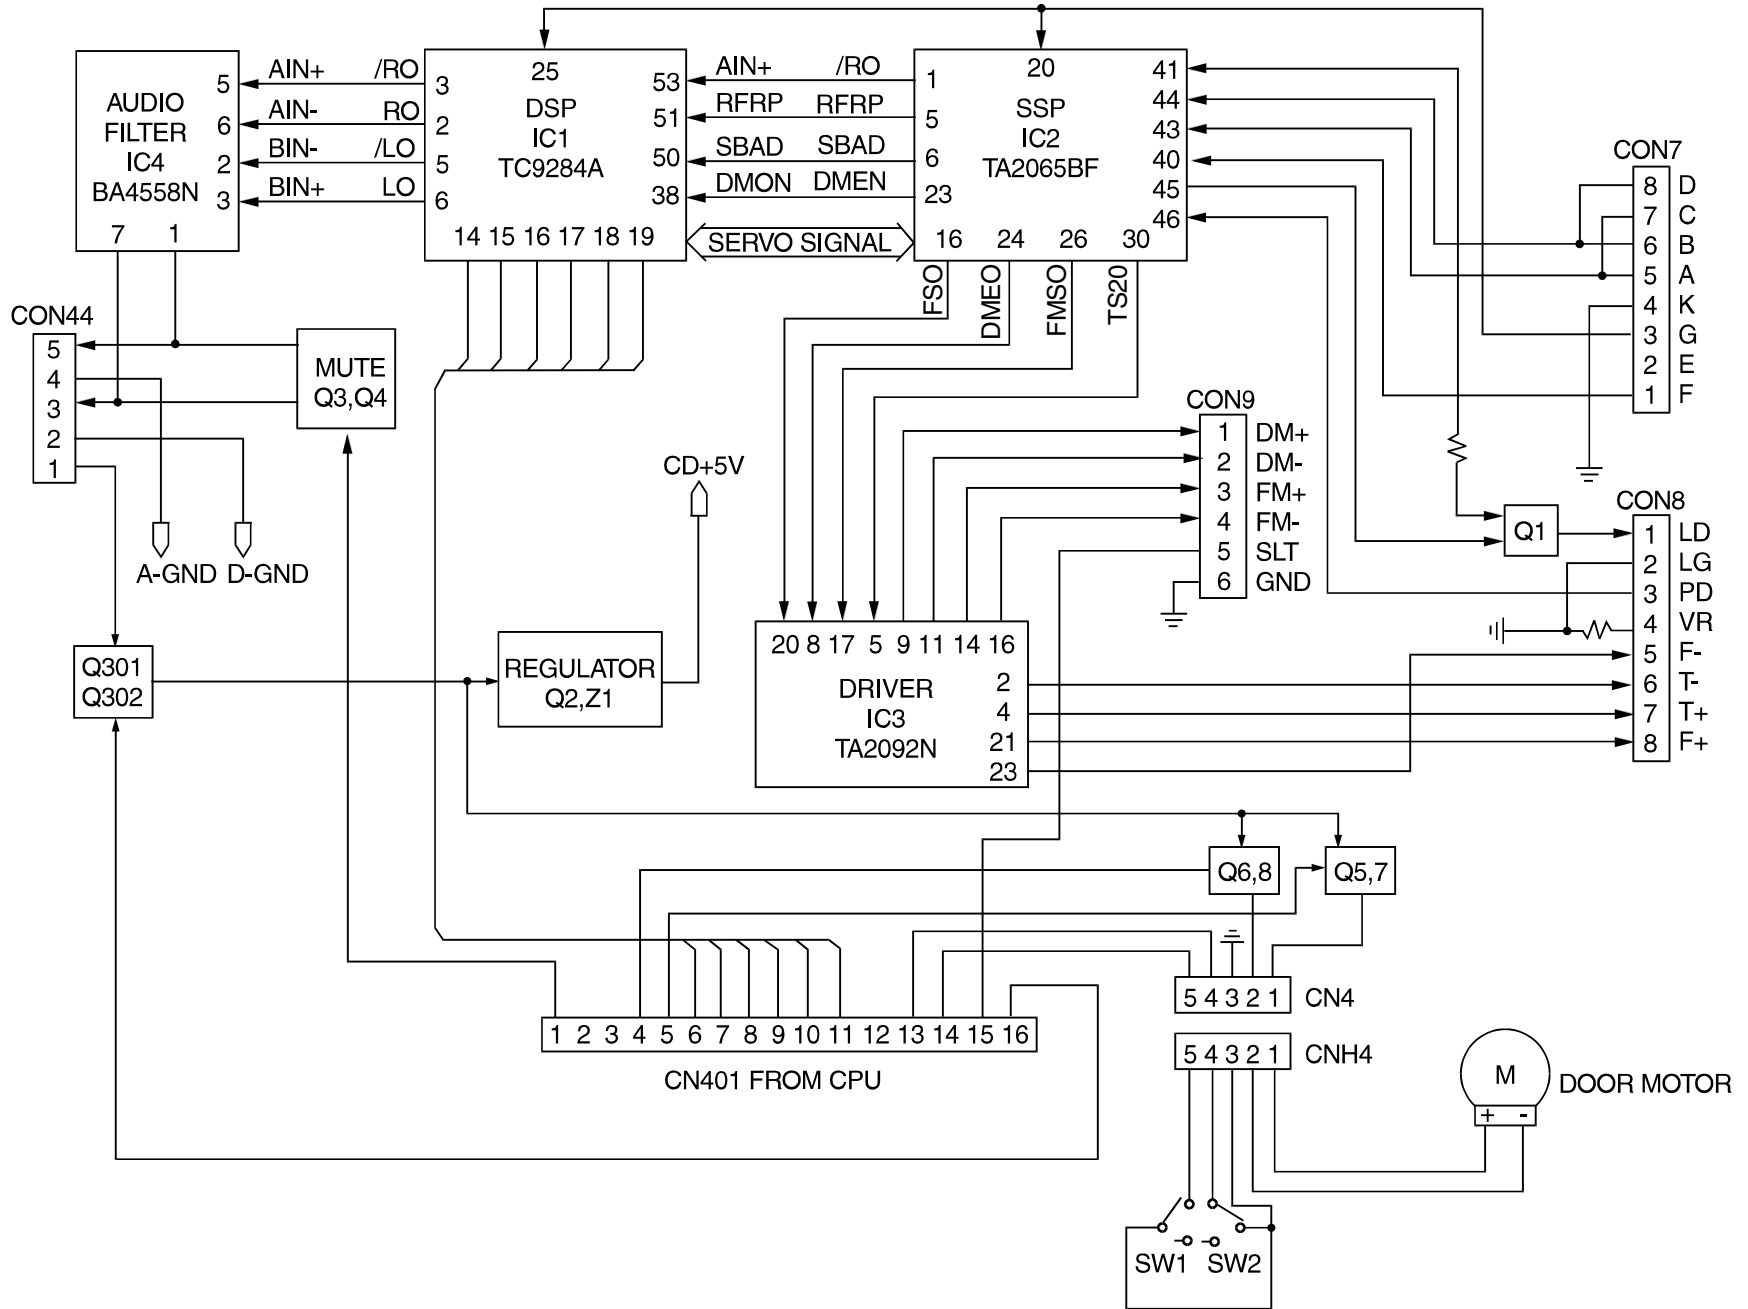 AUDIO
FILTER
IC4
BA4558N
5
6
2
3
7 1
AIN+ /RO
AIN- RO
BIN- /LO
BIN+ LO
3
2
5
6
25
DSP
IC1
TC9284A
53
51
50
38
14 15 16 17 18 19
AIN+ /RO
RFRP RFRP
SBAD SBAD
DMON DMEN
SERVO SIGNAL
1
5
6
23
20
SSP
IC2
TA2065BF
41
44
43
40
45
46
16 24 26 30
FSO
DMEO
FMSO
TS20
CON7
8 D
7 C
6 B
5 A
4 K
3 G
2 E
1 F
CON44
5
4
3
2
1
MUTE
Q3,Q4
A-GND D-GND
CD+5V
CON9
1 DM+
2 DM-
3 FM+
4 FM-
5 SLT
6 GND
Q1
CON8
1 LD
2 LG
3 PD
4 VR
5 F-
6 T-
7 T+
8 F+
Q301
Q302
REGULATOR
Q2,Z1
20 8 17 5 9 11 14 16
DRIVER
IC3
TA2092N
2
4
21
23
Q6,8
Q5,7
5 4 3 2 1 CN4
1 2 3 4 5 6 7 8 9 10 11 12 13 14 15 16
CN401 FROM CPU
5 4 3 2 1 CNH4
M
+ -
DOOR MOTOR
SW1 SW2